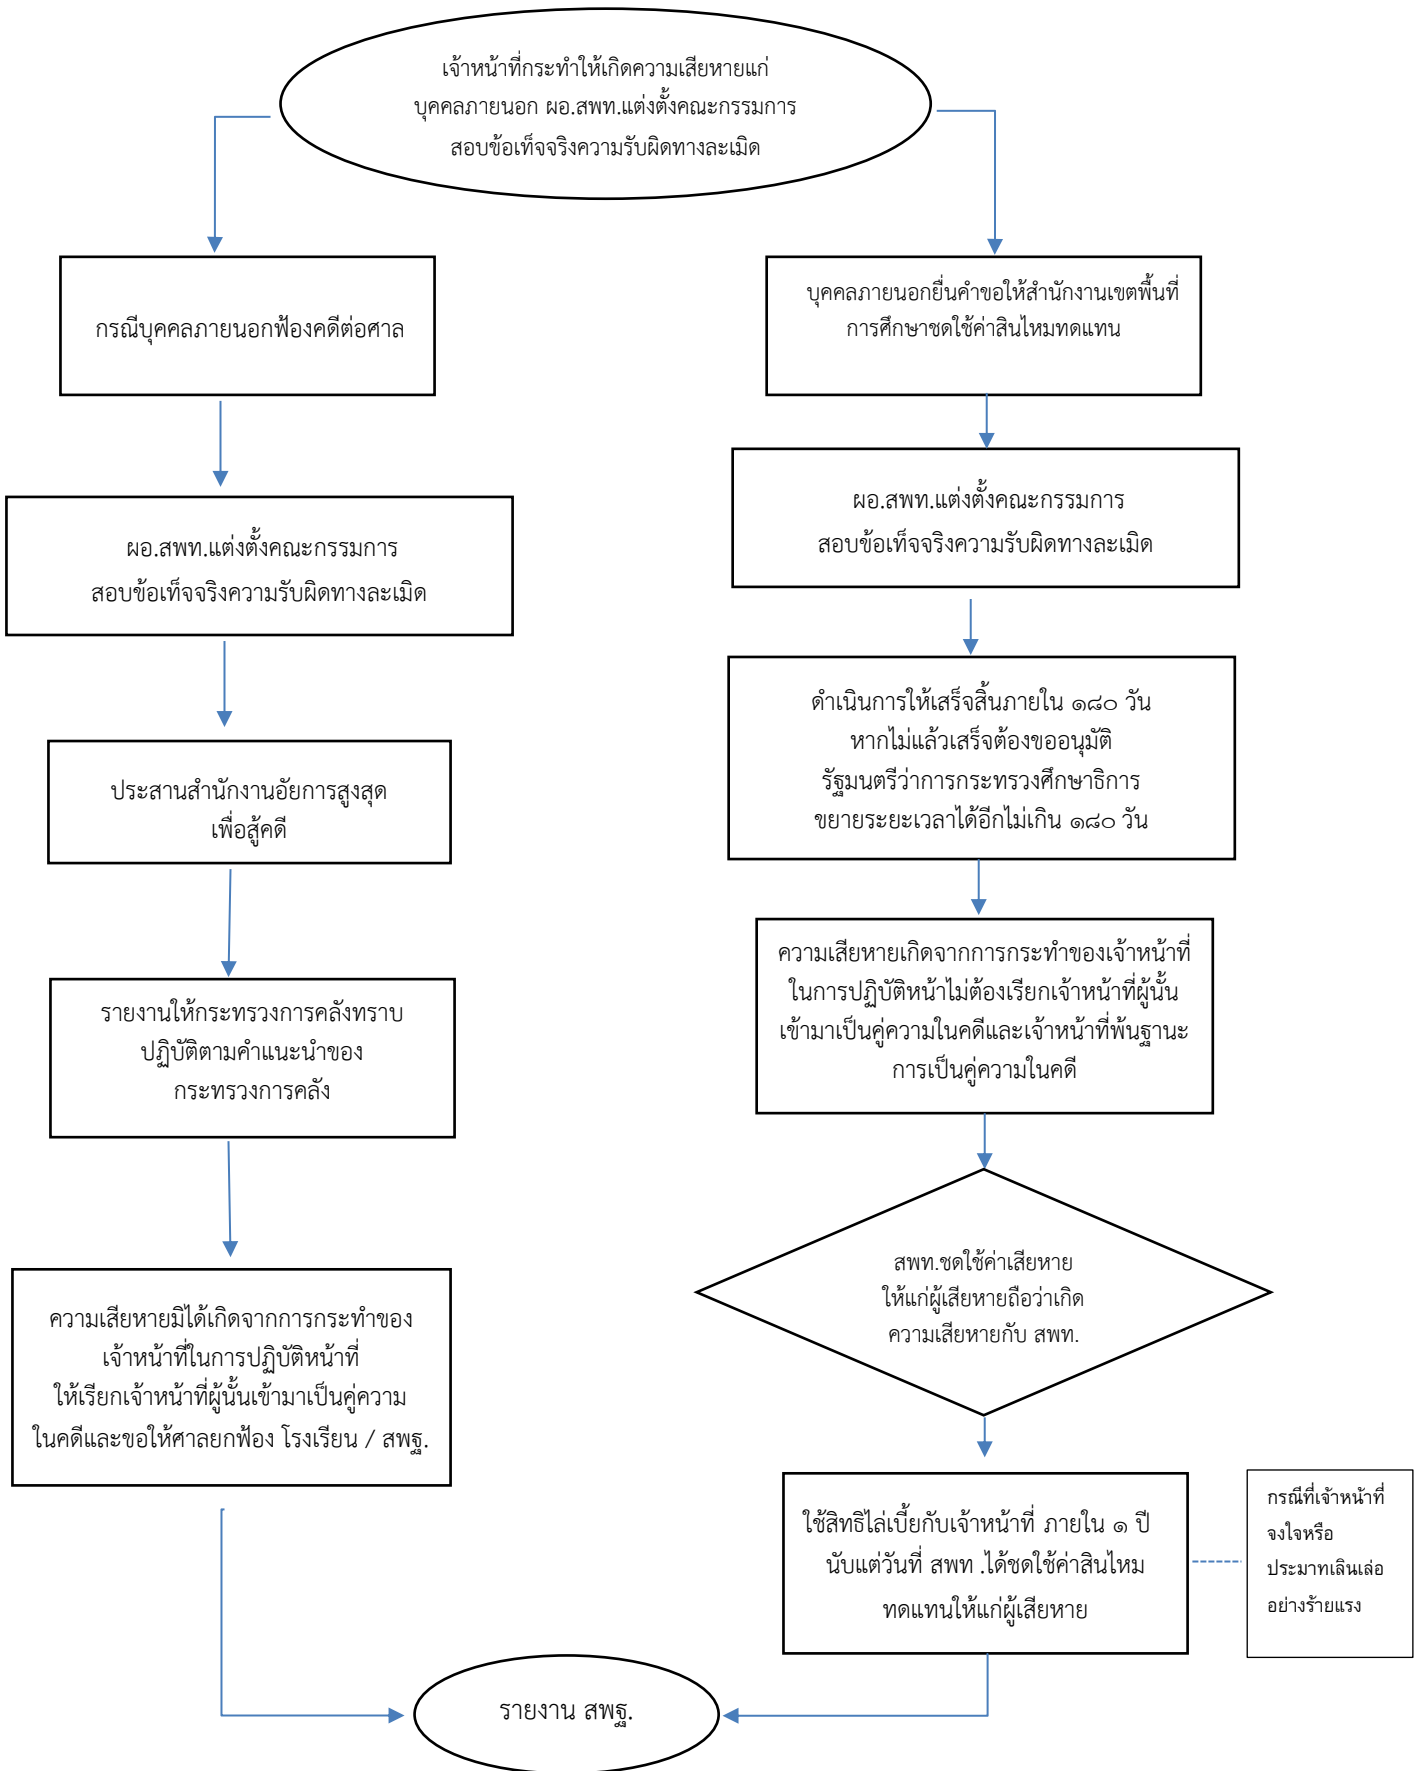 เจ้าหน้าที่กระทำให้เกิดความเสียหายแก่
บุคคลภายนอก ผอ.สพท.แต่งตั้งคณะกรรมการ
สอบข้อเท็จจริงความรับผิดทางละเมิด
กรณีบุคคลภายนอกฟ้องคดีต่อศาล
ผอ.สพท.แต่งตั้งคณะกรรมการ
สอบข้อเท็จจริงความรับผิดทางละเมิด
ประสานสำนักงานอัยการสูงสุด
เพื่อสู้คดี
รายงานให้กระทรวงการคลังทราบ
ปฏิบัติตามคำแนะนำของ
กระทรวงการคลัง
ความเสียหายมิได้เกิดจากการกระทำของ
เจ้าหน้าที่ในการปฏิบัติหน้าที่
ให้เรียกเจ้าหน้าที่ผู้นั้นเข้ามาเป็นคู่ความ
ในคดีและขอให้ศาลยกฟ้อง โรงเรียน / สพฐ.
บุคคลภายนอกยื่นคำขอให้สำนักงานเขตพื้นที่
การศึกษาชดใช้ค่าสินไหมทดแทน
ผอ.สพท.แต่งตั้งคณะกรรมการ
สอบข้อเท็จจริงความรับผิดทางละเมิด
ดำเนินการให้เสร็จสิ้นภายใน ๑๘๐ วัน
หากไม่แล้วเสร็จต้องขออนุมัติ
รัฐมนตรีว่าการกระทรวงศึกษาธิการ
ขยายระยะเวลาได้อีกไม่เกิน ๑๘๐ วัน
ความเสียหายเกิดจากการกระทำของเจ้าหน้าที่
ในการปฏิบัติหน้าไม่ต้องเรียกเจ้าหน้าที่ผู้นั้น
เข้ามาเป็นคู่ความในคดีและเจ้าหน้าที่พ้นฐานะ
การเป็นคู่ความในคดี
สพท.ชดใช้ค่าเสียหาย
ให้แก่ผู้เสียหายถือว่าเกิด
ความเสียหายกับ สพท.
ใช้สิทธิไล่เบี้ยกับเจ้าหน้าที่ ภายใน ๑ ปี
นับแต่วันที่ สพท .ได้ชดใช้ค่าสินไหม
ทดแทนให้แก่ผู้เสียหาย
กรณีที่เจ้าหน้าที่
จงใจหรือ
ประมาทเลินเล่อ
อย่างร้ายแรง
รายงาน สพฐ.